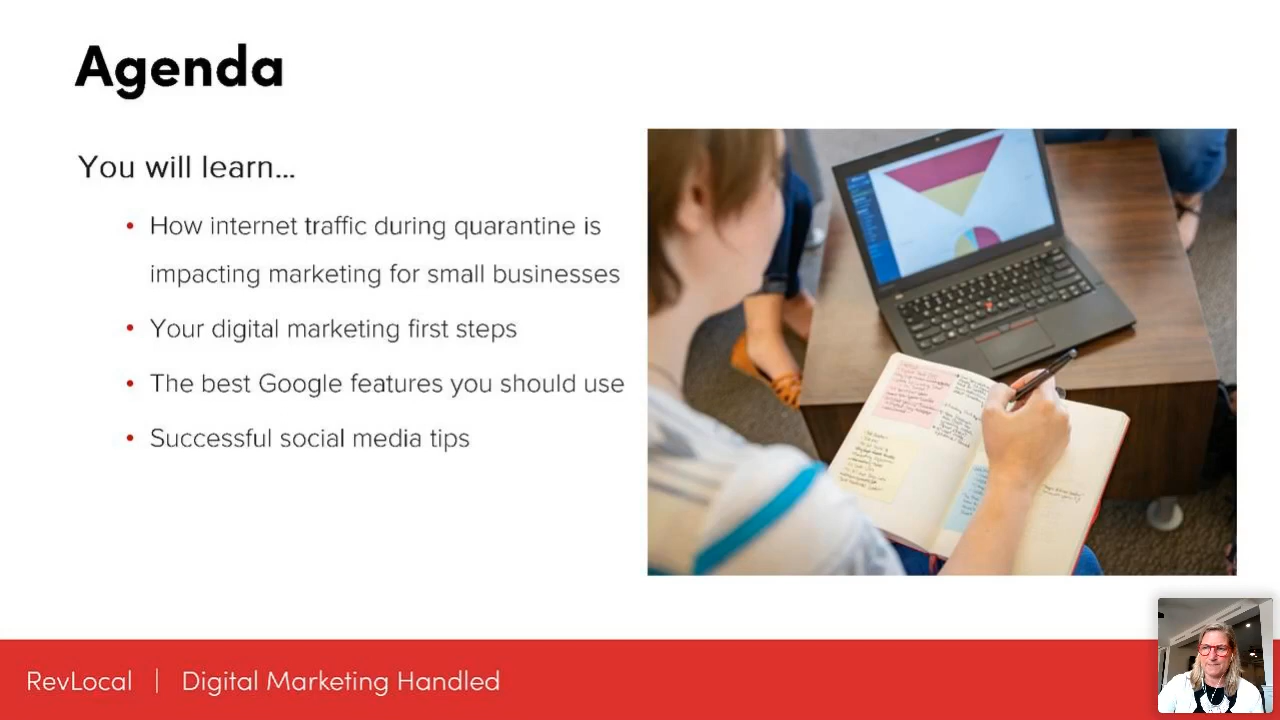 Agenda
You will learn...
• How internet traffic during quarantine is
impacting marketing for small businesses
• Your digital marketing first steps
• The best Google features you should use
• Successful social media tips
RevLocal | Digital Marketing Handled